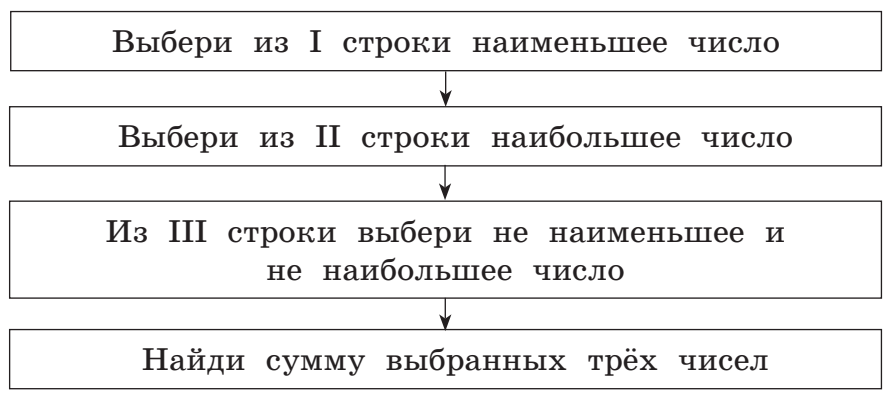 Выбери из I строки наименьшее число
Выбери из II строки наибольшее число
Из III строки выбери не наименьшее и
не наибольшее число
Найди сумму выбранных трёх чисел